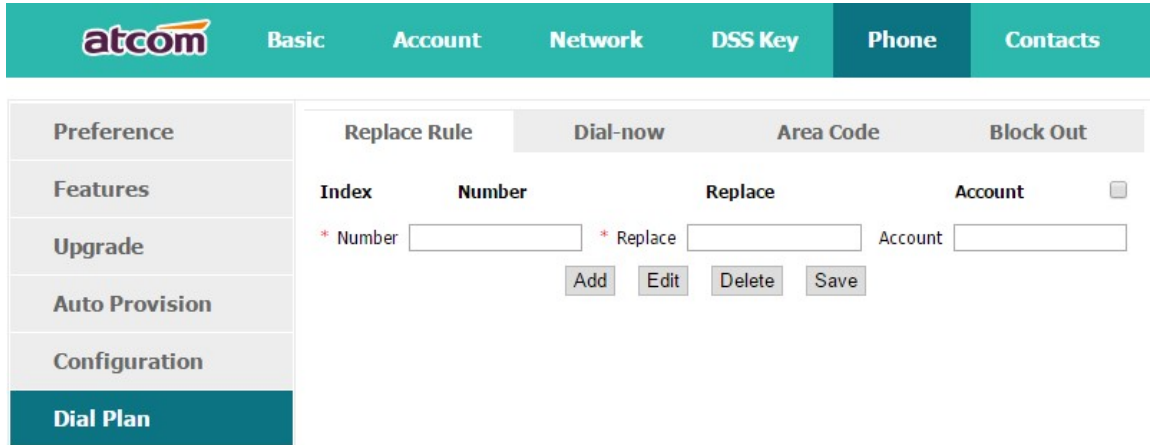 atcom Basic Account Network DSS Key Phone Contacts
Preference Replace Rule Dial-now Area Code Block Out
Features Index Number Replace Account
* Number * Replace Account
Upgrade
Add Edit Delete Save
Auto Provision
Configuration
Dial Plan